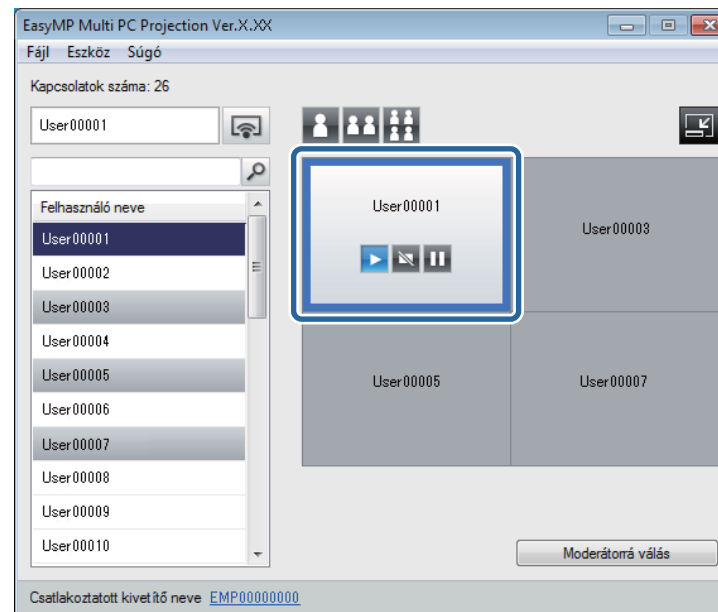 EasyMP Multi PC Projection Ver.X.XX
Fájl Eszköz Súgó
Kapcsolatok száma: 26
User00001
Felhasználó neve
User00001
User00002
User00003
User00004
User00005
User00006
User00007
User00008
User00009
User00010
User00001
User00003
User00005
User00007
Moderátorrá válás
Csatlakoztatott kivetítő neve EMP00000000